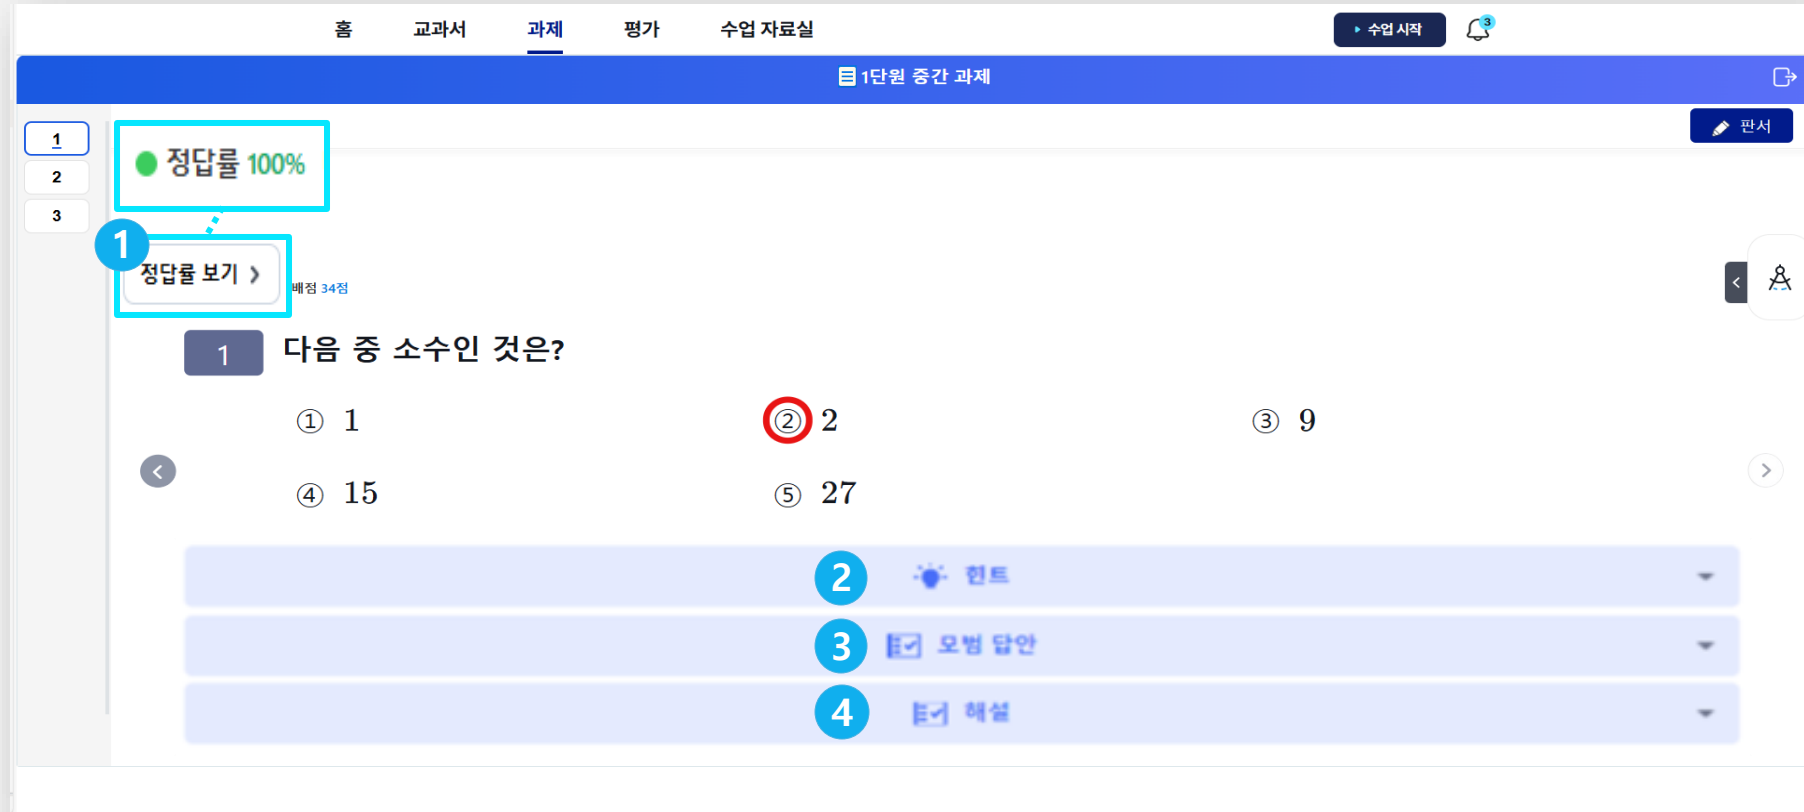 홈 교과서 과제 평가 수업 자료실 수업 시작 3
1단원 중간 과제
판서
1
2
3
정답률 100%
1
정답률 보기
배점 34점
1 다음 중 소수인 것은?
① 1 ② 2 ③ 9
④ 15 ⑤ 27
2 힌트
3 모범 답안
4 해설